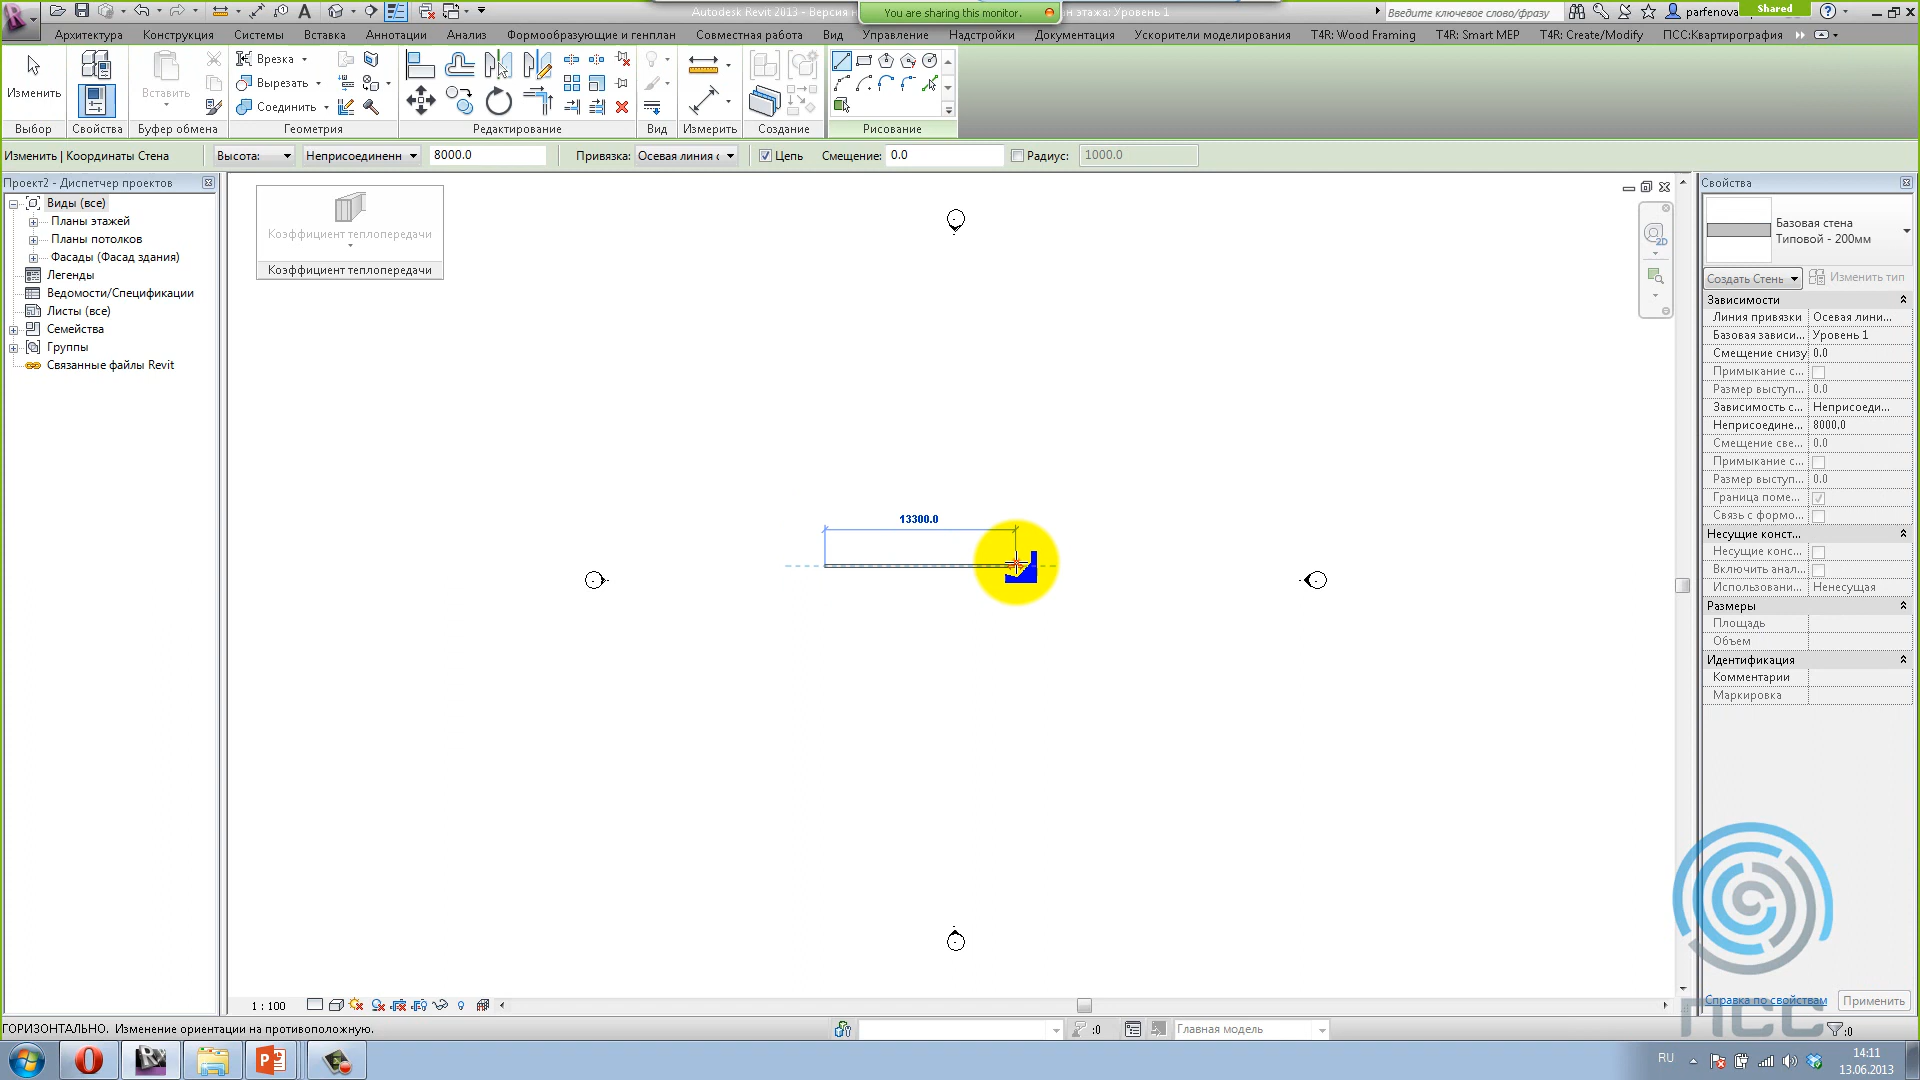 Autodesk Revit 2013 - Версия н
You are sharing this monitor.
ан этажа: Уровень 1
Введите ключевое слово/фразу
parfenova
Shared
Архитектура
Конструкция
Системы
Вставка
Аннотации
Анализ
Формообразующие и генплан
Совместная работа
Вид
Управление
Надстройки
Документация
Ускорители моделирования
T4R: Wood Framing
T4R: Smart MEP
T4R: Create/Modify
ПСС:Квартирография
Изменить
Вставить
Врезка
Вырезать
Соединить
Выбор
Свойства
Буфер обмена
Геометрия
Редактирование
Вид
Измерить
Создание
Рисование
Изменить | Координаты Стена
Высота:
Неприсоединенн
8000.0
Привязка:
Осевая линия с
Цепь
Смещение:
0.0
Радиус:
1000.0
Проект2 - Диспетчер проектов
Виды (все)
Планы этажей
Планы потолков
Фасады (Фасад здания)
Легенды
Ведомости/Спецификации
Листы (все)
Семейства
Группы
Связанные файлы Revit
Коэффициент теплопередачи
Коэффициент теплопередачи
2D
13300.0
Свойства
Базовая стена
Типовой - 200мм
Создать Стень
Изменить тип
Зависимости
Линия привязки
Осевая лини...
Базовая зависи...
Уровень 1
Смещение снизу
0.0
Примыкание с...
Размер выступ...
0.0
Зависимость с...
Неприсоеди...
Неприсоедине...
8000.0
Смещение све...
0.0
Примыкание с...
Размер выступ...
0.0
Граница поме...
Связь с формо...
Несущие конст...
Несущие конс...
Включить анал...
Использовани...
Ненесущая
Размеры
Площадь
Объем
Идентификация
Комментарии
Маркировка
Справка по свойствам
Применить
ПСС
1 : 100
ГОРИЗОНТАЛЬНО. Изменение ориентации на противоположную.
:0
Главная модель
:0
RU
14:11
13.06.2013